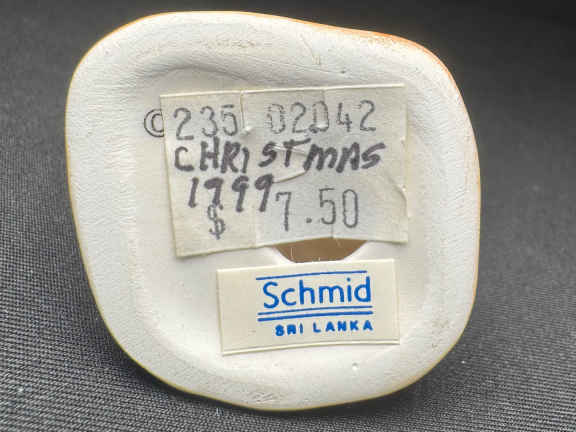 © 235 02042
CHRISTMAS
1999
$ 7.50
Schmid
SRI LANKA